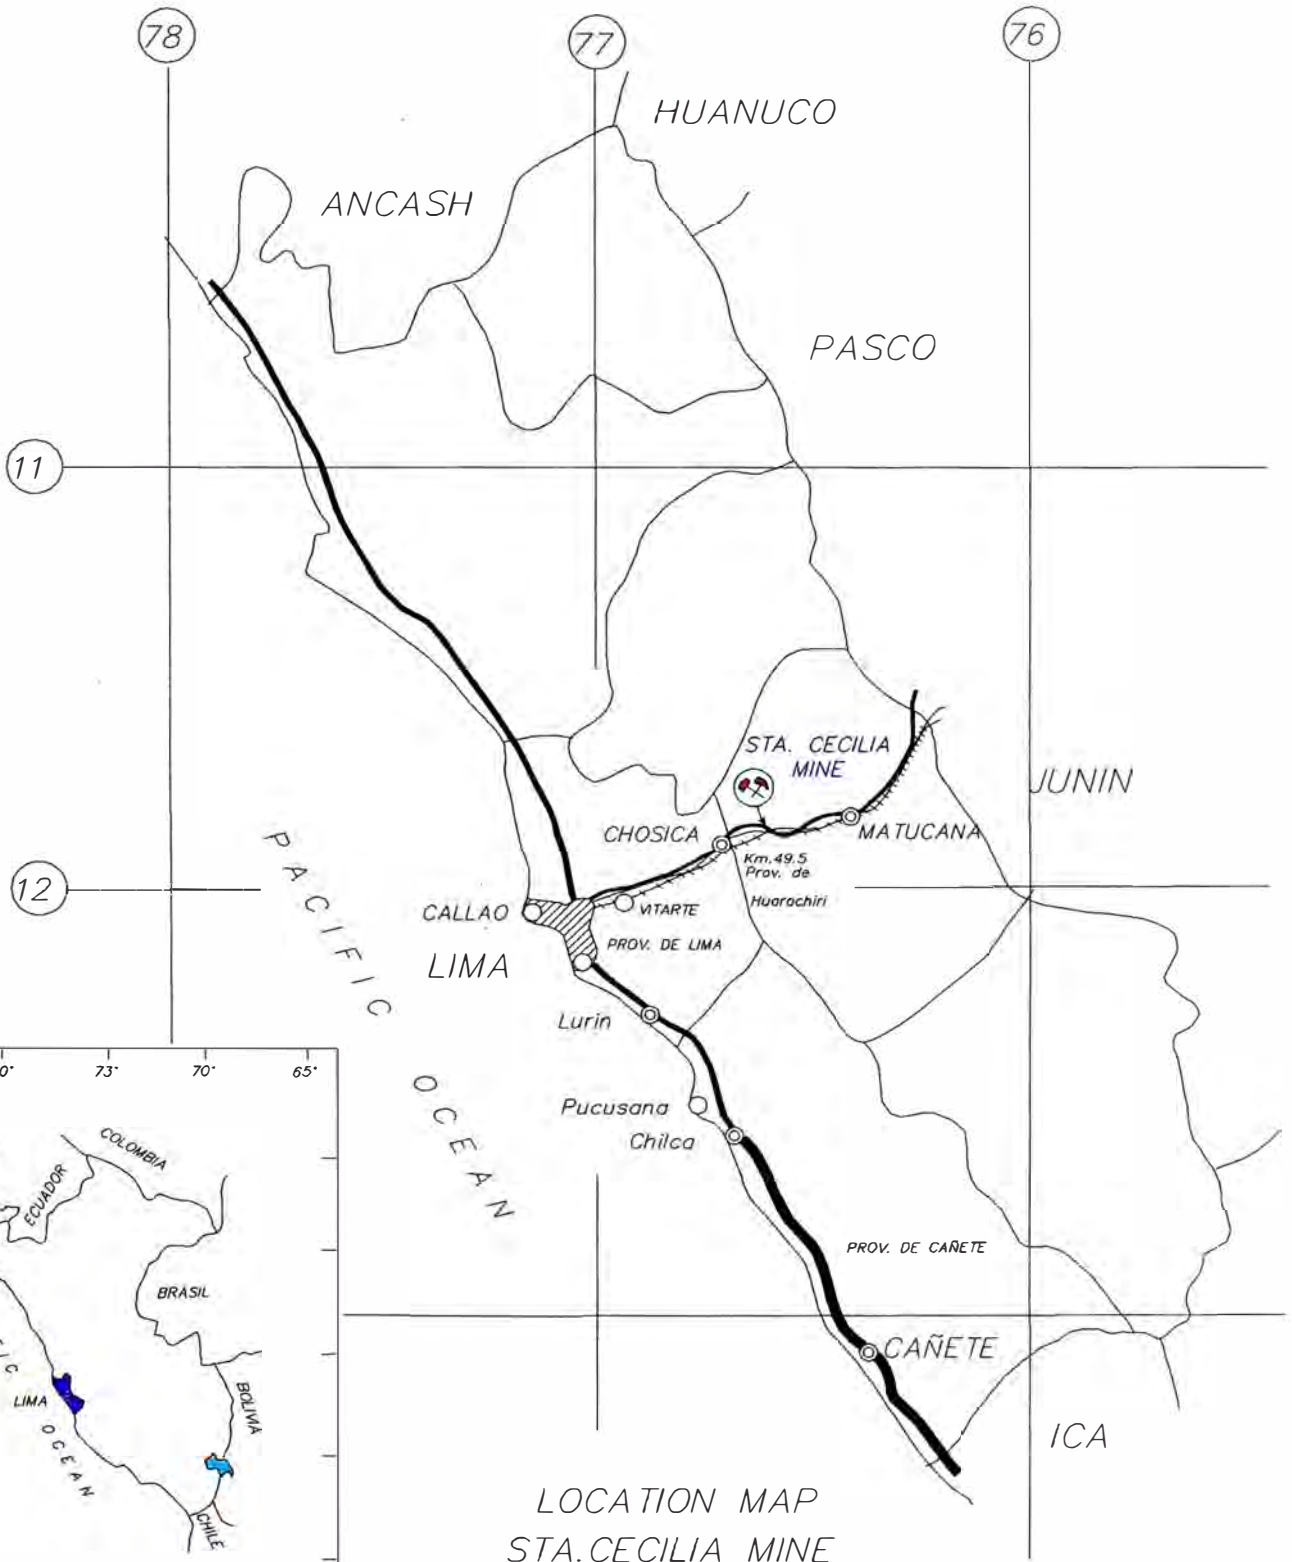 78
77
76
HUANUCO
ANCASH
PASCO
11
STA. CECILIA
MINE
JUNIN
CHOSICA
MATUCANA
Km.49.5
Prov. de
Huarochiri
12
CALLAO
VITARTE
PROV. DE LIMA
LIMA
PACIFIC OCEAN
Lurin
Pucusana
Chilca
PROV. DE CAÑETE
CAÑETE
ICA
0°
73°
70°
65°
COLOMBIA
ECUADOR
BRASIL
LIMA
BOLIVIA
IC
OCEAN
CHILE
LOCATION MAP
STA.CECILIA MINE